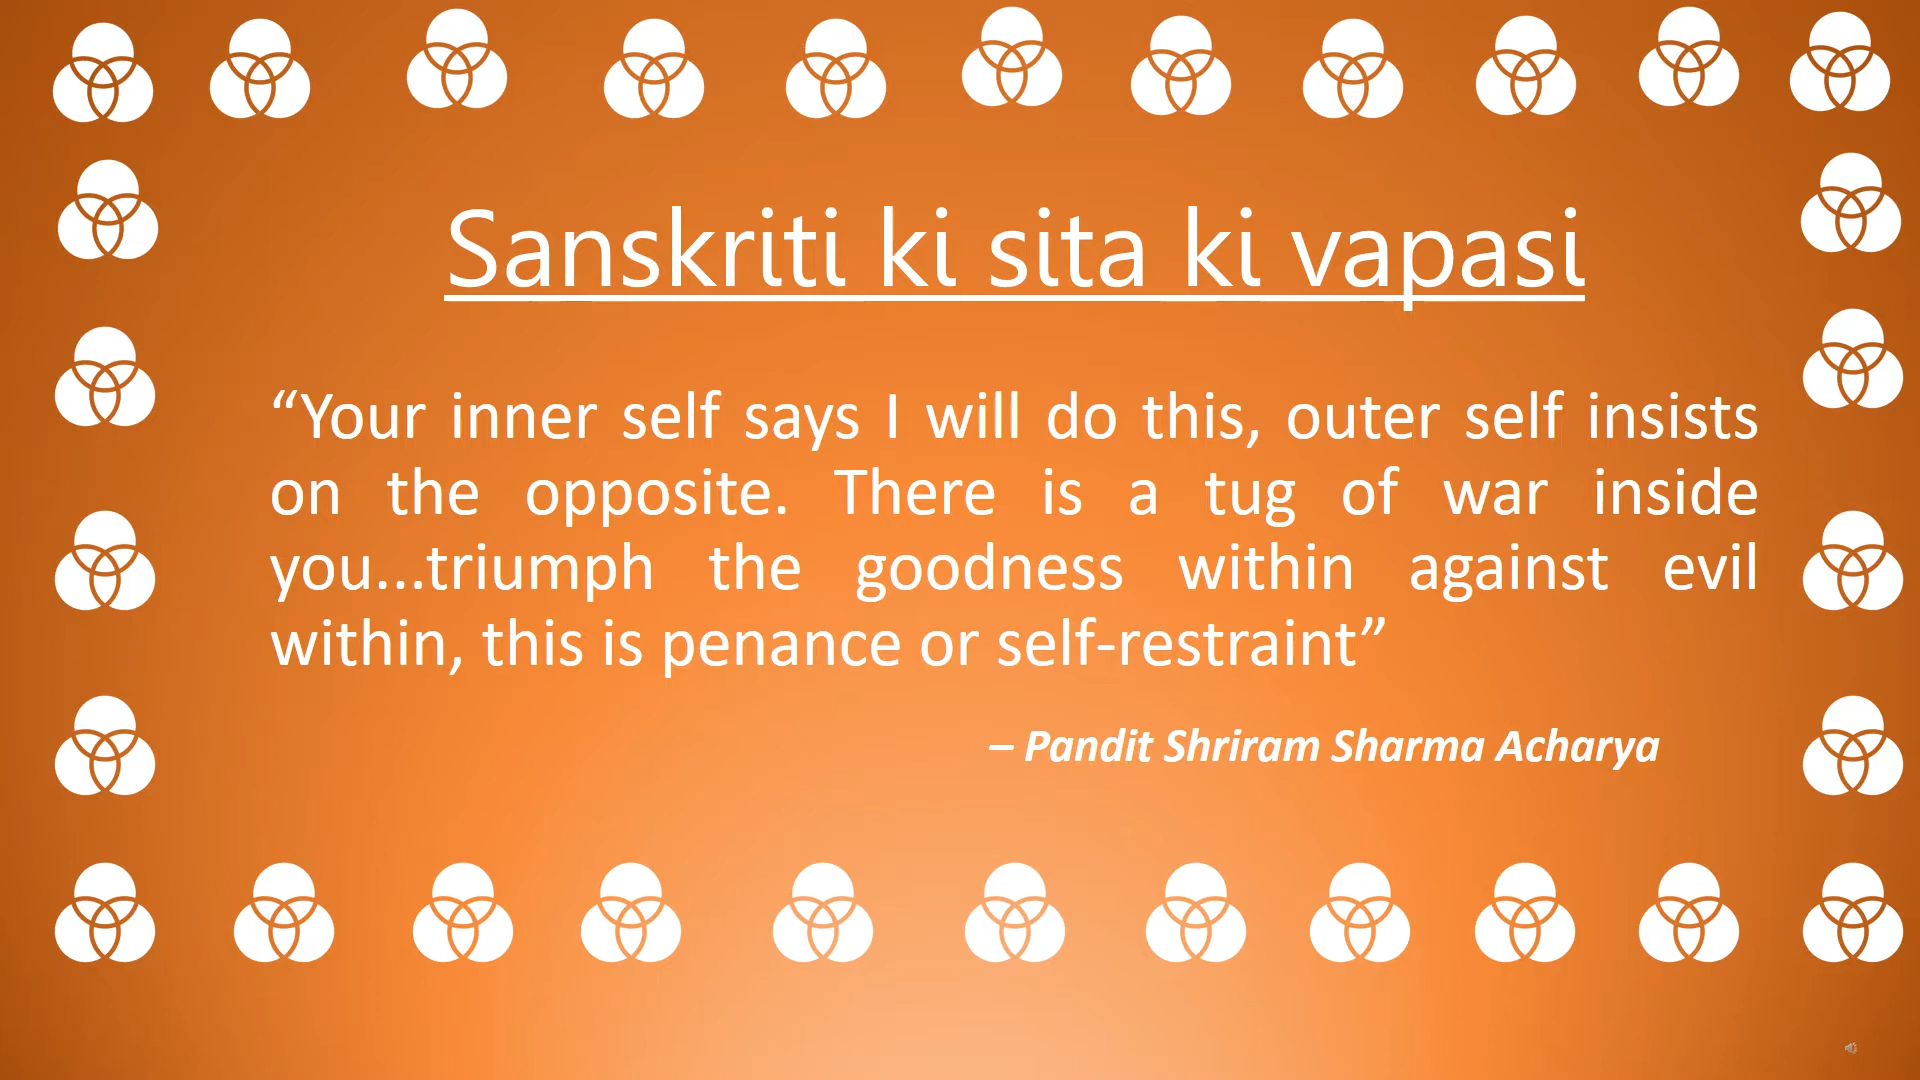 Sanskriti ki sita ki vapasi
“Your inner self says I will do this, outer self insists
on the opposite. There is a tug of war inside
you...triumph the goodness within against evil
within, this is penance or self-restraint”
– Pandit Shriram Sharma Acharya